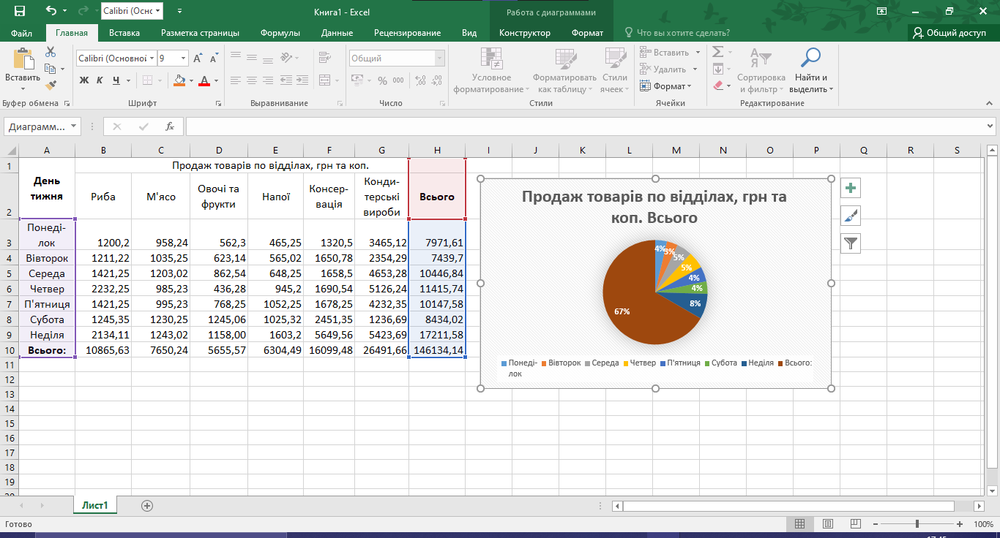 Calibri (Оснс
Книга1 - Excel
Работа с диаграммами
Файл Главная Вставка Разметка страницы Формулы Данные Рецензирование Вид Конструктор Формат Что вы хотите сделать? Общий доступ
Вставить
Calibri (Основной 9
Ж К Ч
Общий
% 000
Условное форматирование
Форматировать как таблицу
Стили ячеек
Вставить
Удалить
Формат
Сортировка и фильтр
Найти и выделить
Буфер обмена Шрифт Выравнивание Число Стили Ячейки Редактирование
Диаграмм... fx
A B C D E F G H I J K L M N O P Q R S
1 День тижня Продаж товарів по відділах, грн та коп.
2 Риба М'ясо Овочі та фрукти Напої Консер-вація Конди-терські вироби Всього
3 Понеді-лок 1200,2 958,24 562,3 465,25 1320,5 3465,12 7971,61
4 Вівторок 1211,22 1035,25 623,14 565,02 1650,78 2354,29 7439,7
5 Середа 1421,25 1203,02 862,54 648,25 1658,5 4653,28 10446,84
6 Четвер 2232,25 985,23 436,28 945,2 1690,54 5126,24 11415,74
7 П'ятниця 1421,25 995,23 768,25 1052,25 1678,25 4232,35 10147,58
8 Субота 1245,35 1230,25 1245,06 1025,32 2451,35 1236,69 8434,02
9 Неділя 2134,11 1243,02 1158,00 1603,2 5649,56 5423,69 17211,58
10 Всього: 10865,63 7650,24 5655,57 6304,49 16099,48 26491,66 146134,14
11
12
13
14
15
16
17
18
19
Продаж товарів по відділах, грн та
коп. Всього
4%
3%
5%
5%
4%
4%
8%
67%
Понеді-лок Вівторок Середа Четвер П'ятниця Субота Неділя Всього:
Лист1
Готово 100%